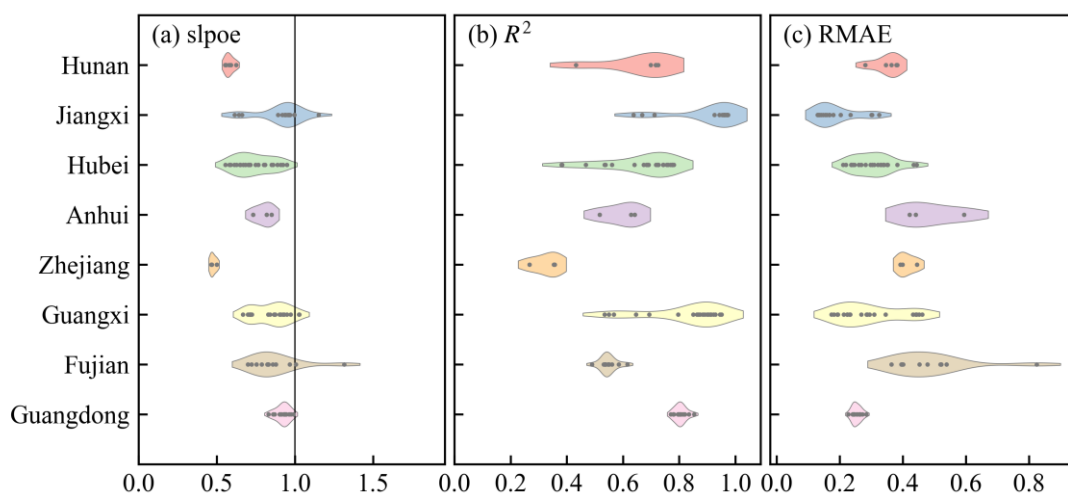 (a) slpoe
(b) R²
(c) RMAE
Hunan
Jiangxi
Hubei
Anhui
Zhejiang
Guangxi
Fujian
Guangdong
0.0 0.5 1.0 1.5
0.0 0.2 0.4 0.6 0.8 1.0
0.0 0.2 0.4 0.6 0.8